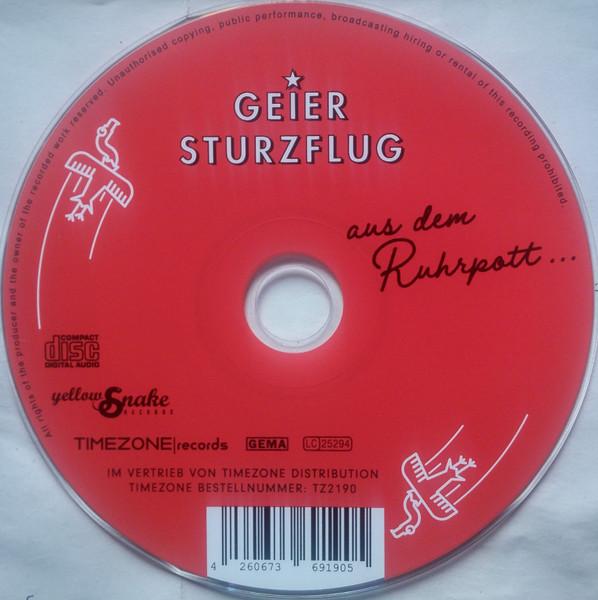 All rights of the producer and the owner of the recorded work reserved. Unauthorised copying, public performance, broadcasting hiring or rental of this recording prohibited.
GEIER
STURZFLUG
aus dem
Ruhrpott...
COMPACT
disc
DIGITAL AUDIO
yellow Snake
RECORDS
TIMEZONE|records GEMA LC 25294
IM VERTRIEB VON TIMEZONE DISTRIBUTION
TIMEZONE BESTELLNUMMER: TZ2190
4 260673 691905